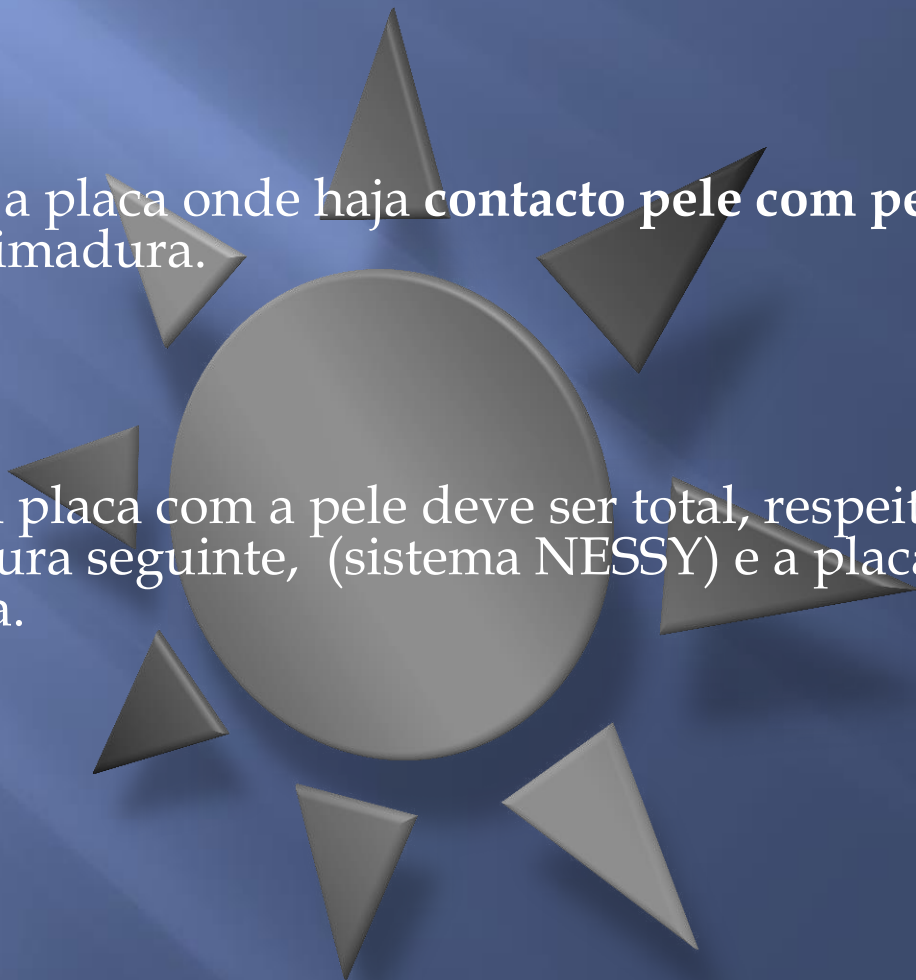 a placa onde haja contacto pele com pe
imadura.
placa com a pele deve ser total, respeit
ura seguinte, (sistema NESSY) e a placa
a.